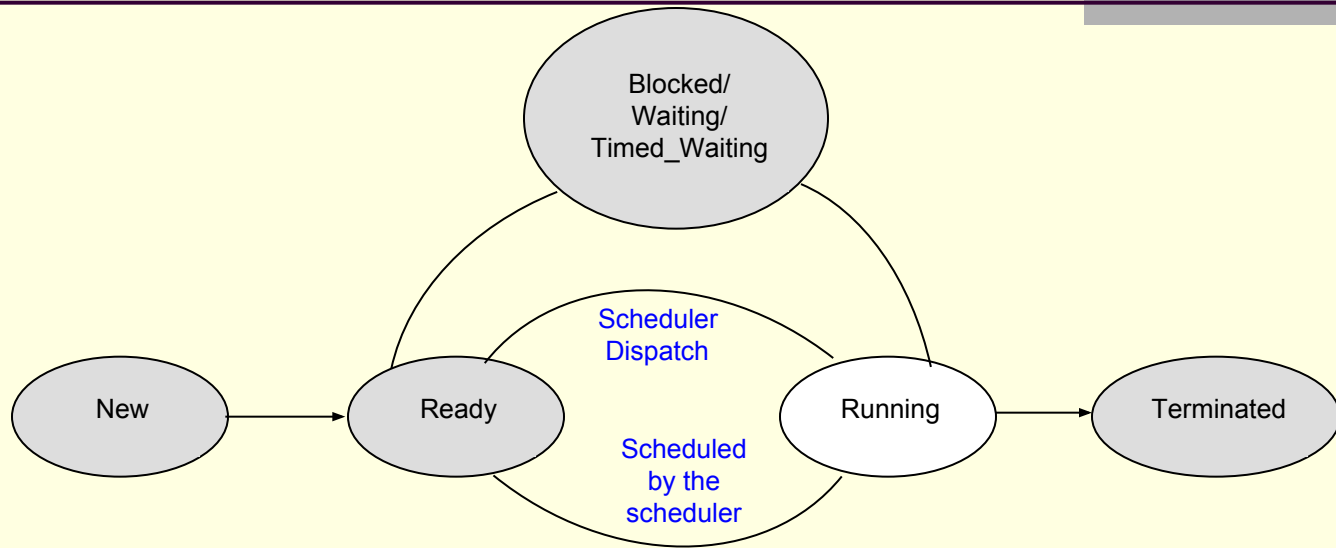 Blocked/
Waiting/
Timed_Waiting
Scheduler
Dispatch
New
Ready
Running
Terminated
Scheduled
by the
scheduler